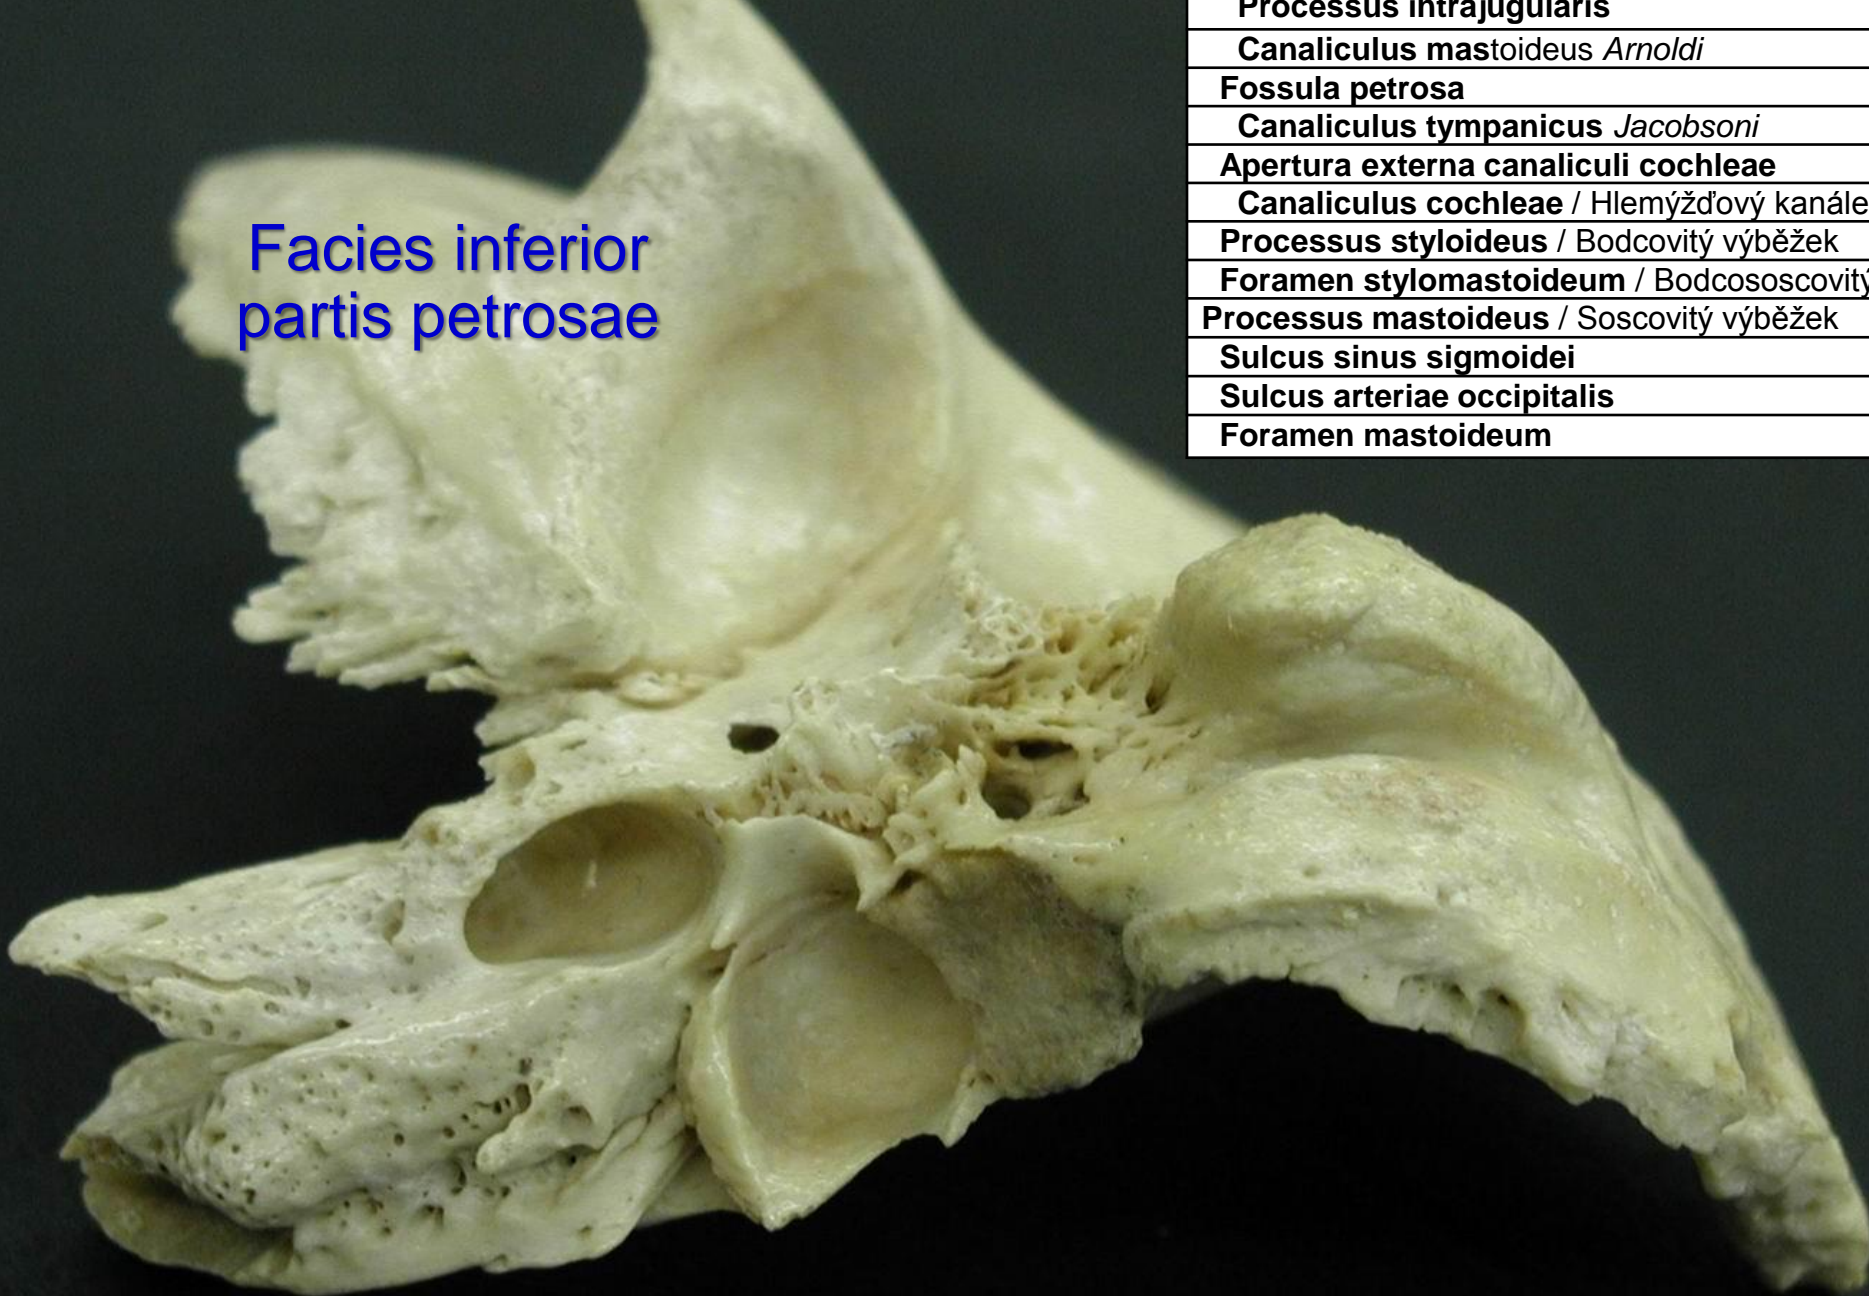 Processus intrajugularis
Canaliculus mastoideus Arnoldi
Fossula petrosa
Canaliculus tympanicus Jacobsoni
Apertura externa canaliculi cochleae
Canaliculus cochleae / Hlemýžďový kanále
Processus styloideus / Bodcovitý výběžek
Foramen stylomastoideum / Bodcososcovitý
Processus mastoideus / Soscovitý výběžek
Sulcus sinus sigmoidei
Sulcus arteriae occipitalis
Foramen mastoideum
Facies inferior
partis petrosae